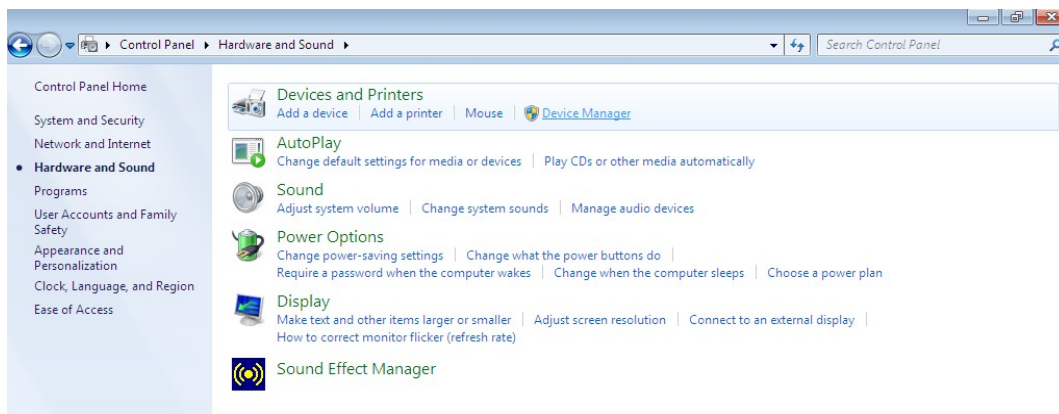 Control Panel Hardware and Sound
Search Control Panel
Control Panel Home
System and Security
Network and Internet
Hardware and Sound
Programs
User Accounts and Family
Safety
Appearance and
Personalization
Clock, Language, and Region
Ease of Access
Devices and Printers
Add a device Add a printer Mouse Device Manager
AutoPlay
Change default settings for media or devices Play CDs or other media automatically
Sound
Adjust system volume Change system sounds Manage audio devices
Power Options
Change power-saving settings Change what the power buttons do
Require a password when the computer wakes Change when the computer sleeps Choose a power plan
Display
Make text and other items larger or smaller Adjust screen resolution Connect to an external display
How to correct monitor flicker (refresh rate)
Sound Effect Manager